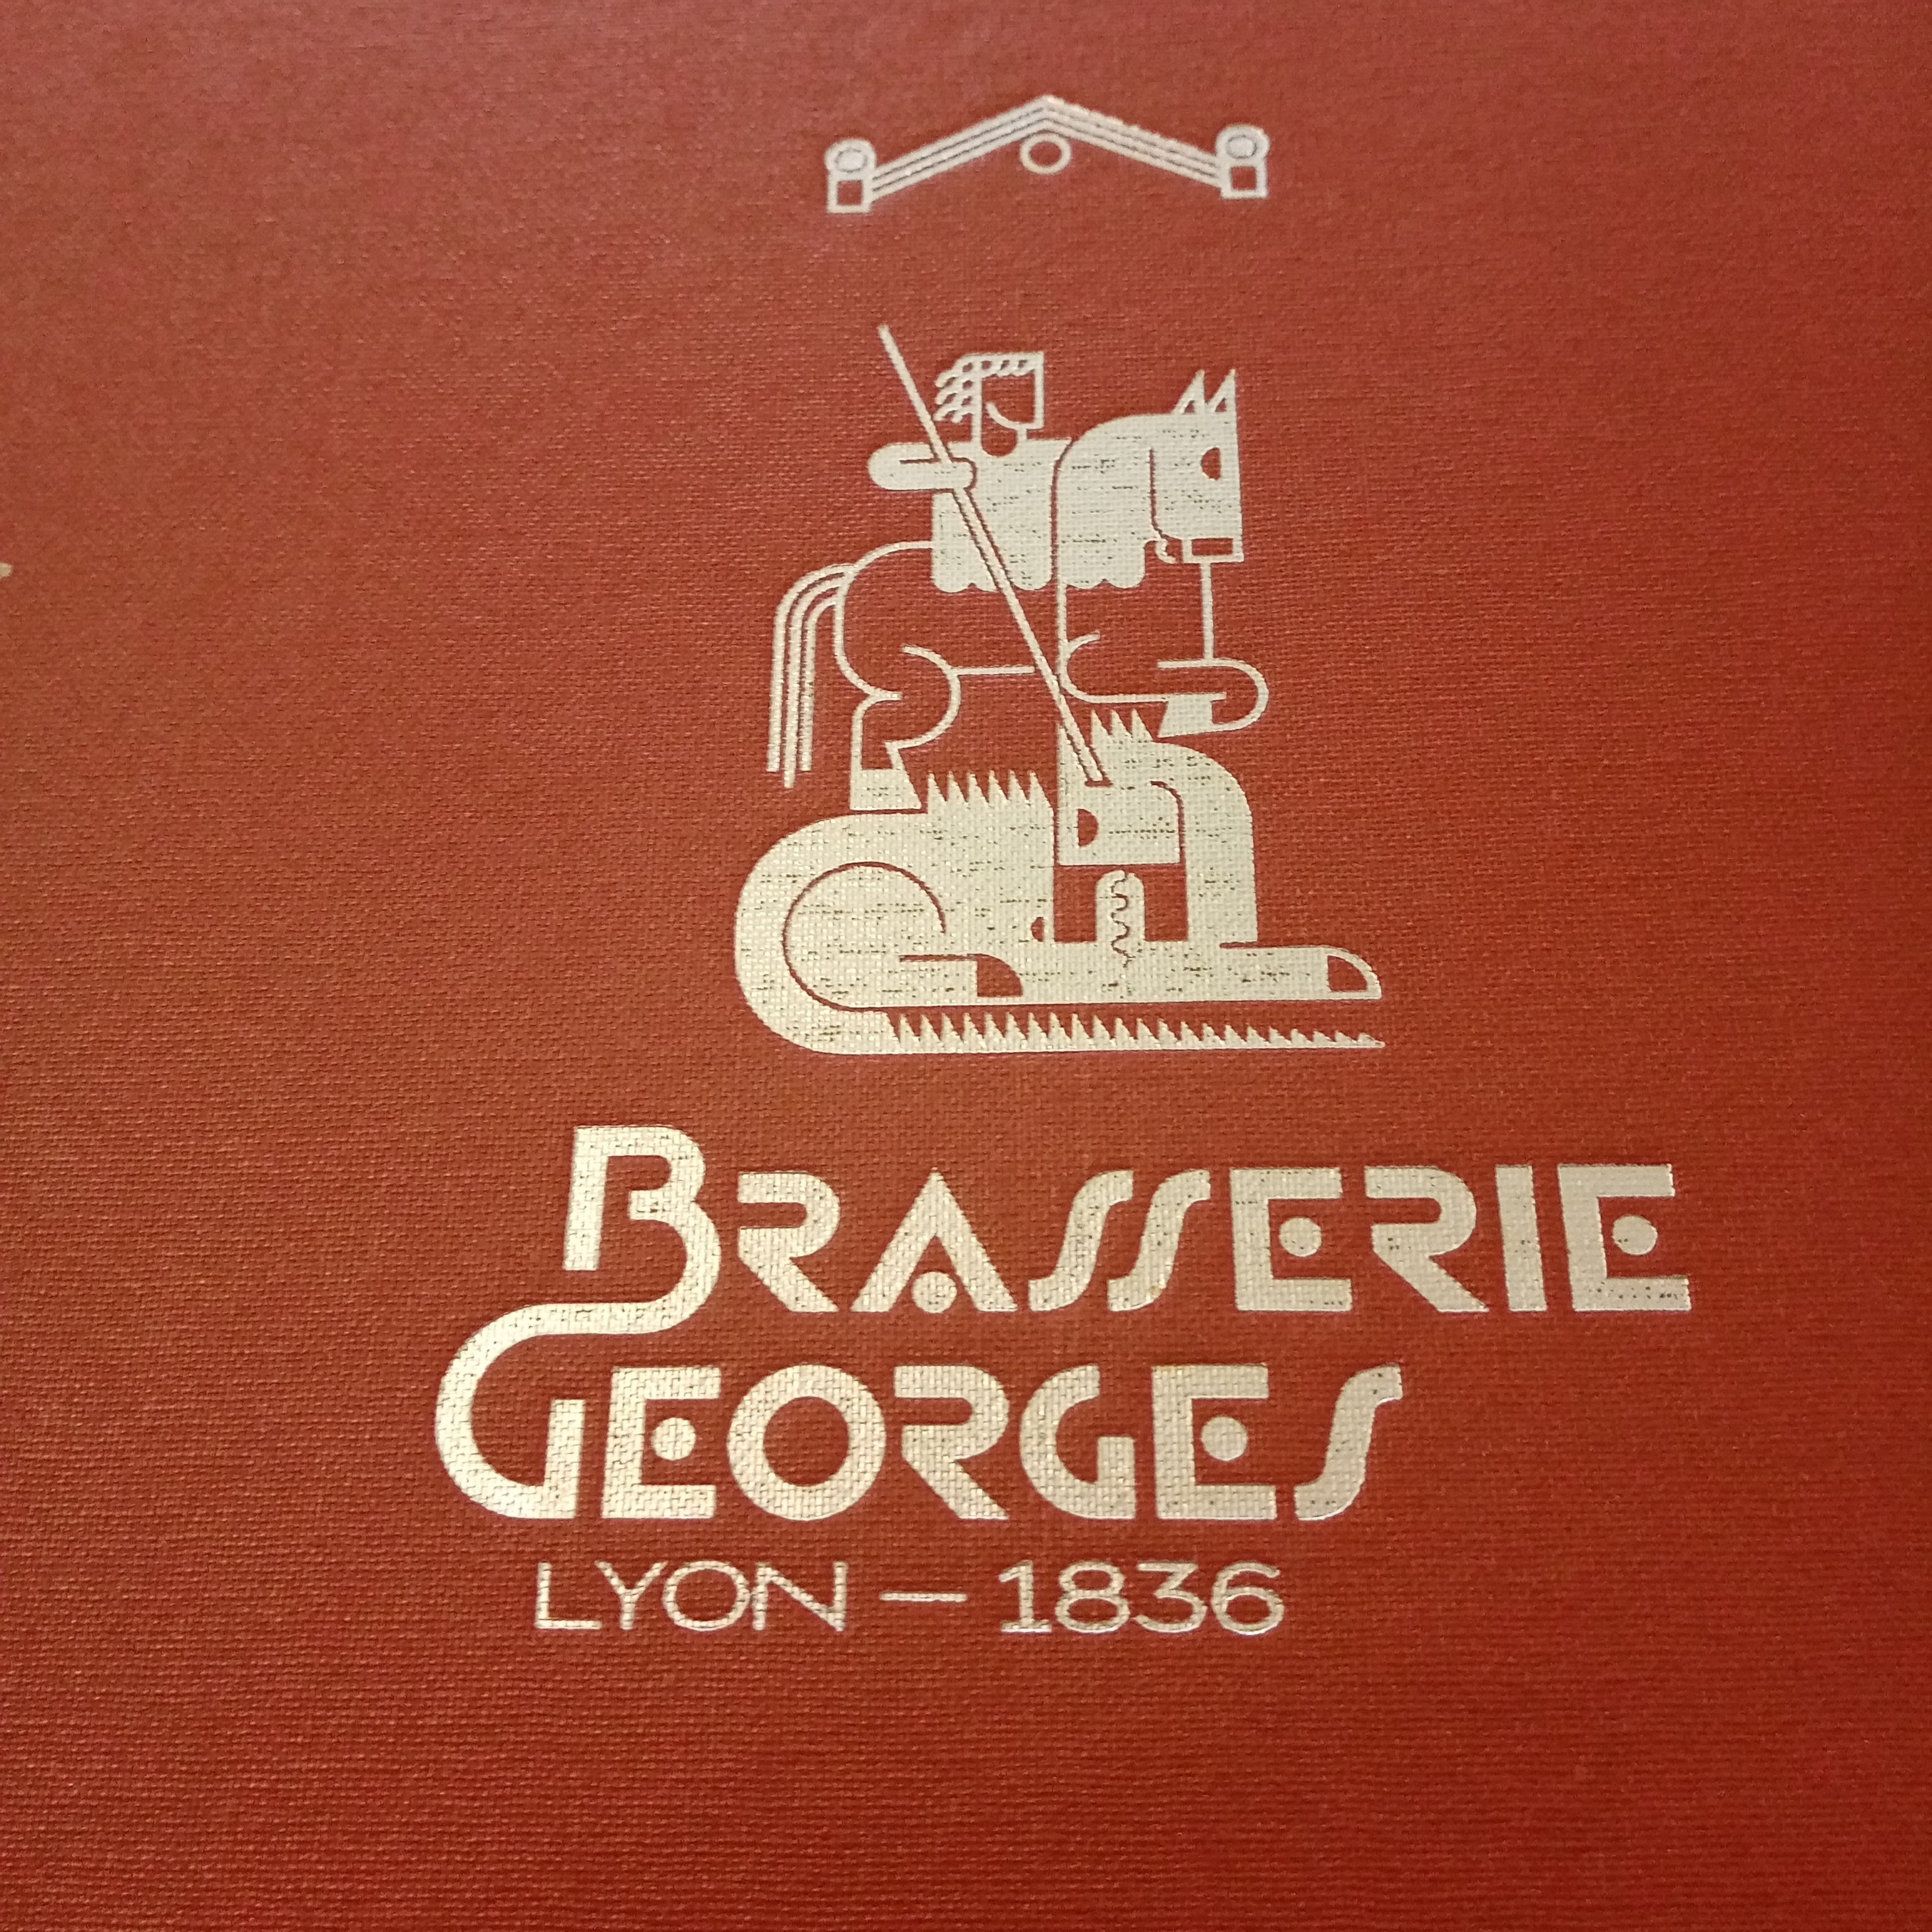 BRASSERIE
GEORGES
LYON — 1836